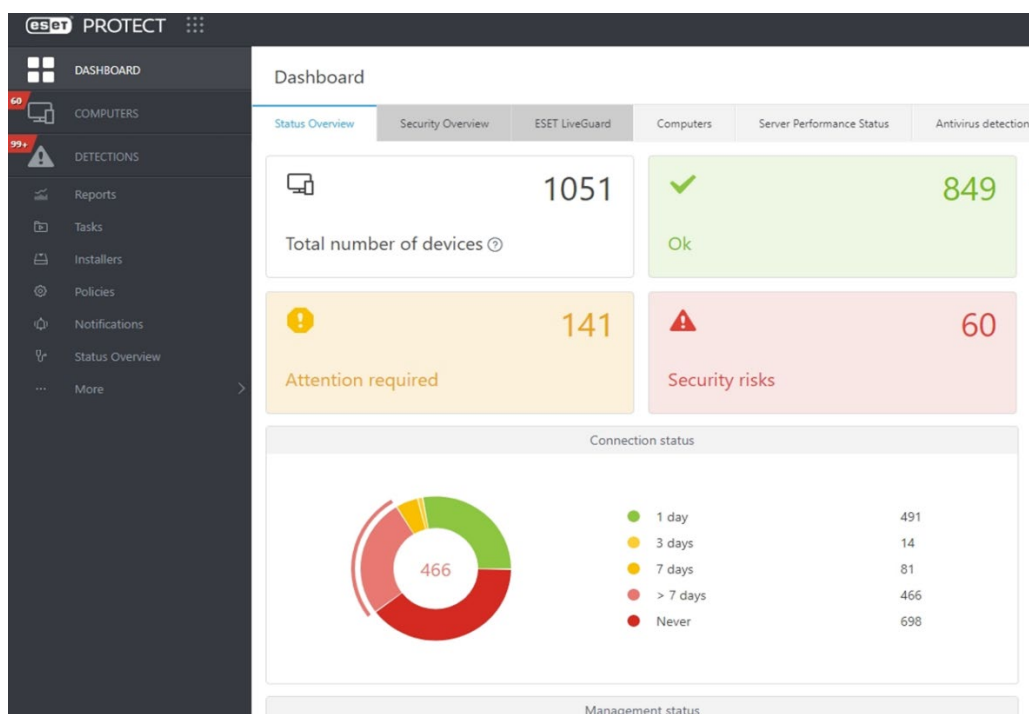 eset PROTECT
DASHBOARD
60
COMPUTERS
99+
DETECTIONS
Reports
Tasks
Installers
Policies
Notifications
Status Overview
More
Dashboard
Status Overview
Security Overview
ESET LiveGuard
Computers
Server Performance Status
Antivirus detection
1051
Total number of devices
849
Ok
141
Attention required
60
Security risks
Connection status
466
1 day 491
3 days 14
7 days 81
> 7 days 466
Never 698
Management status